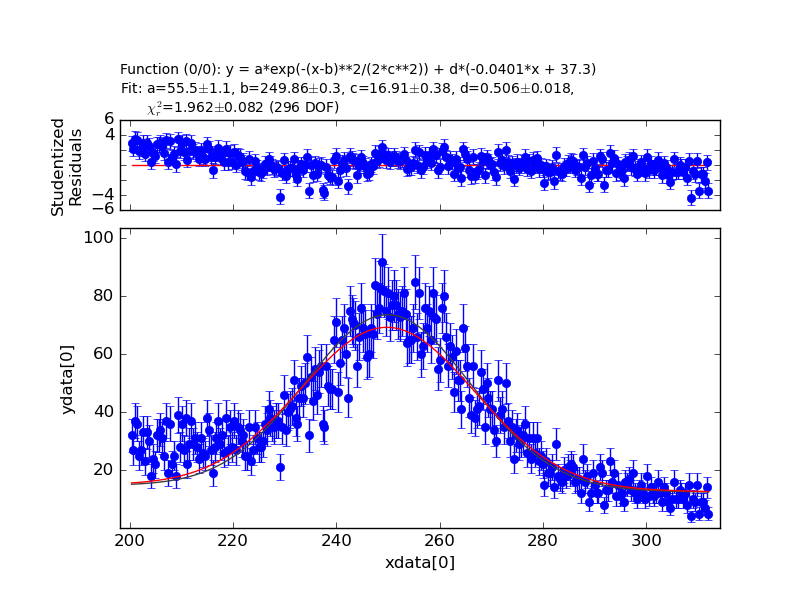 Function (0/0): y = a*exp(-(x-b)**2/(2*c**2)) + d*(-0.0401*x + 37.3)
Fit: a=55.5±1.1, b=249.86±0.3, c=16.91±0.38, d=0.506±0.018,
χ²ᵣ=1.962±0.082 (296 DOF)
6
4
−4
−6
Studentized
Residuals
100
80
60
40
20
ydata[0]
200 220 240 260 280 300
xdata[0]